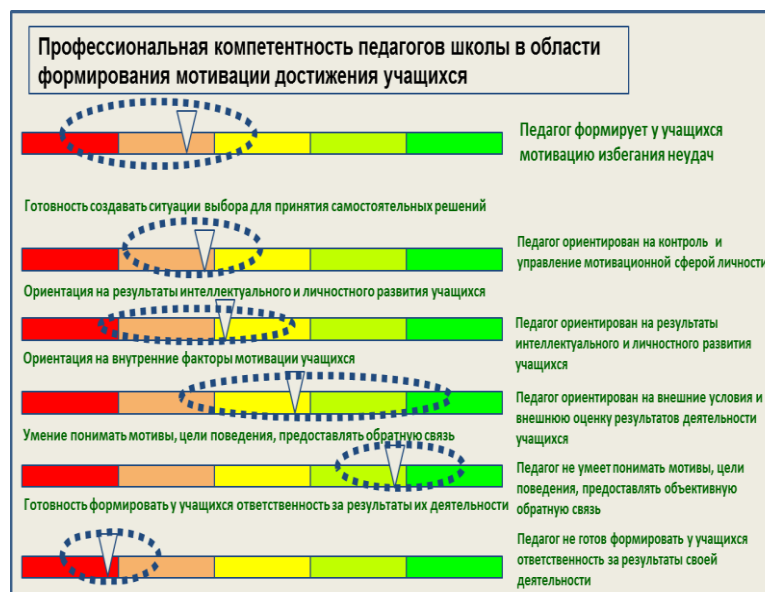 Профессиональная компетентность педагогов школы в области
формирования мотивации достижения учащихся
Педагог формирует у учащихся
мотивацию избегания неудач
Готовность создавать ситуации выбора для принятия самостоятельных решений
Педагог ориентирован на контроль и
управление мотивационной сферой личности
Ориентация на результаты интеллектуального и личностного развития учащихся
Педагог ориентирован на результаты
интеллектуального и личностного развития
учащихся
Ориентация на внутренние факторы мотивации учащихся
Педагог ориентирован на внешние условия и
внешнюю оценку результатов деятельности
учащихся
Умение понимать мотивы, цели поведения, предоставлять обратную связь
Педагог не умеет понимать мотивы, цели
поведения, предоставлять объективную
обратную связь
Готовность формировать у учащихся ответственность за результаты их деятельности
Педагог не готов формировать у учащихся
ответственность за результаты своей
деятельности